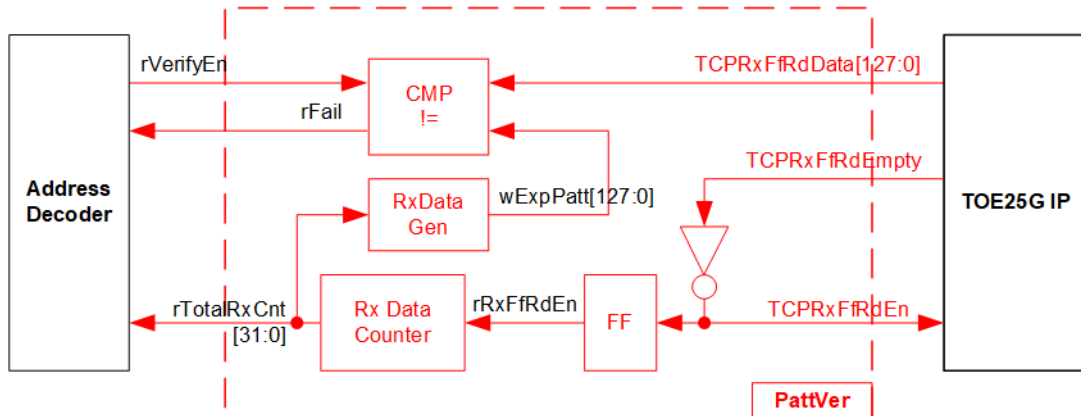 rVerifyEn
TCPRxFfRdData[127:0]
CMP
!=
rFail
TCPRxFfRdEmpty
Address
Decoder
RxData
Gen
wExpPatt[127:0]
TOE25G IP
rTotalRxCnt
[31:0]
Rx Data
Counter
rRxFfRdEn
FF
TCPRxFfRdEn
PattVer